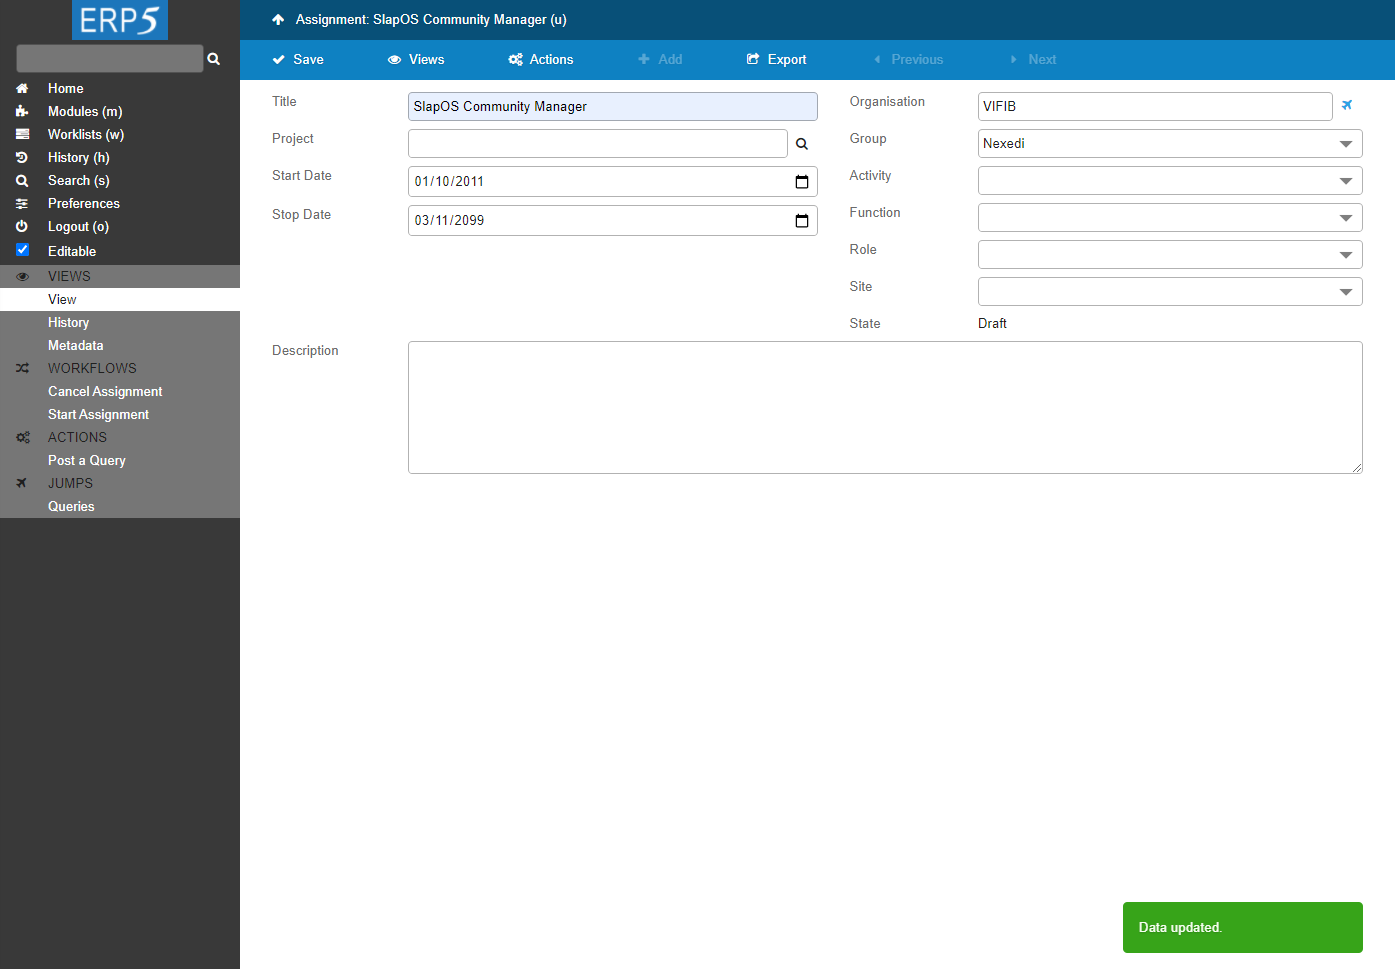 ERP5
Home
Modules (m)
Worklists (w)
History (h)
Search (s)
Preferences
Logout (o)
Editable
VIEWS
View
History
Metadata
WORKFLOWS
Cancel Assignment
Start Assignment
ACTIONS
Post a Query
JUMPS
Queries
Assignment: SlapOS Community Manager (u)
Save Views Actions Add Export Previous Next
Title SlapOS Community Manager
Project
Start Date 01/10/2011
Stop Date 03/11/2099
Organisation VIFIB
Group Nexedi
Activity
Function
Role
Site
State Draft
Description
Data updated.